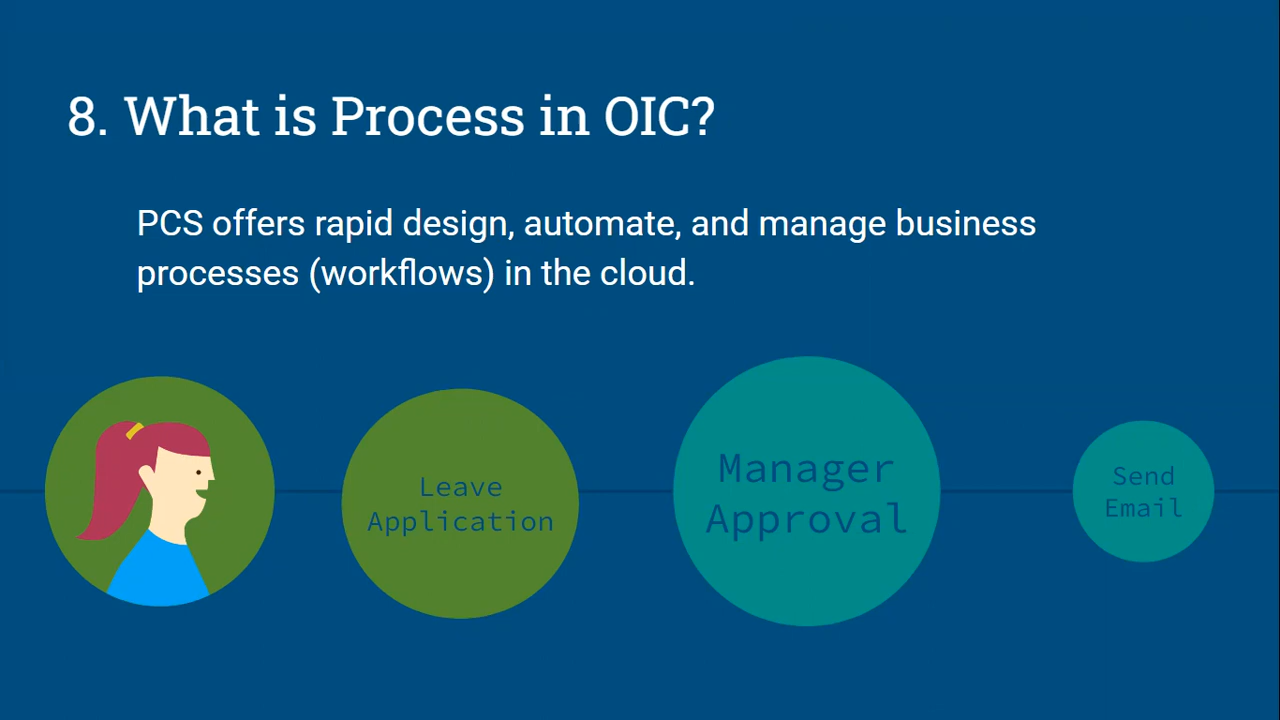 8. What is Process in OIC?
PCS offers rapid design, automate, and manage business
processes (workflows) in the cloud.
Leave
Application
Manager
Approval
Send
Email